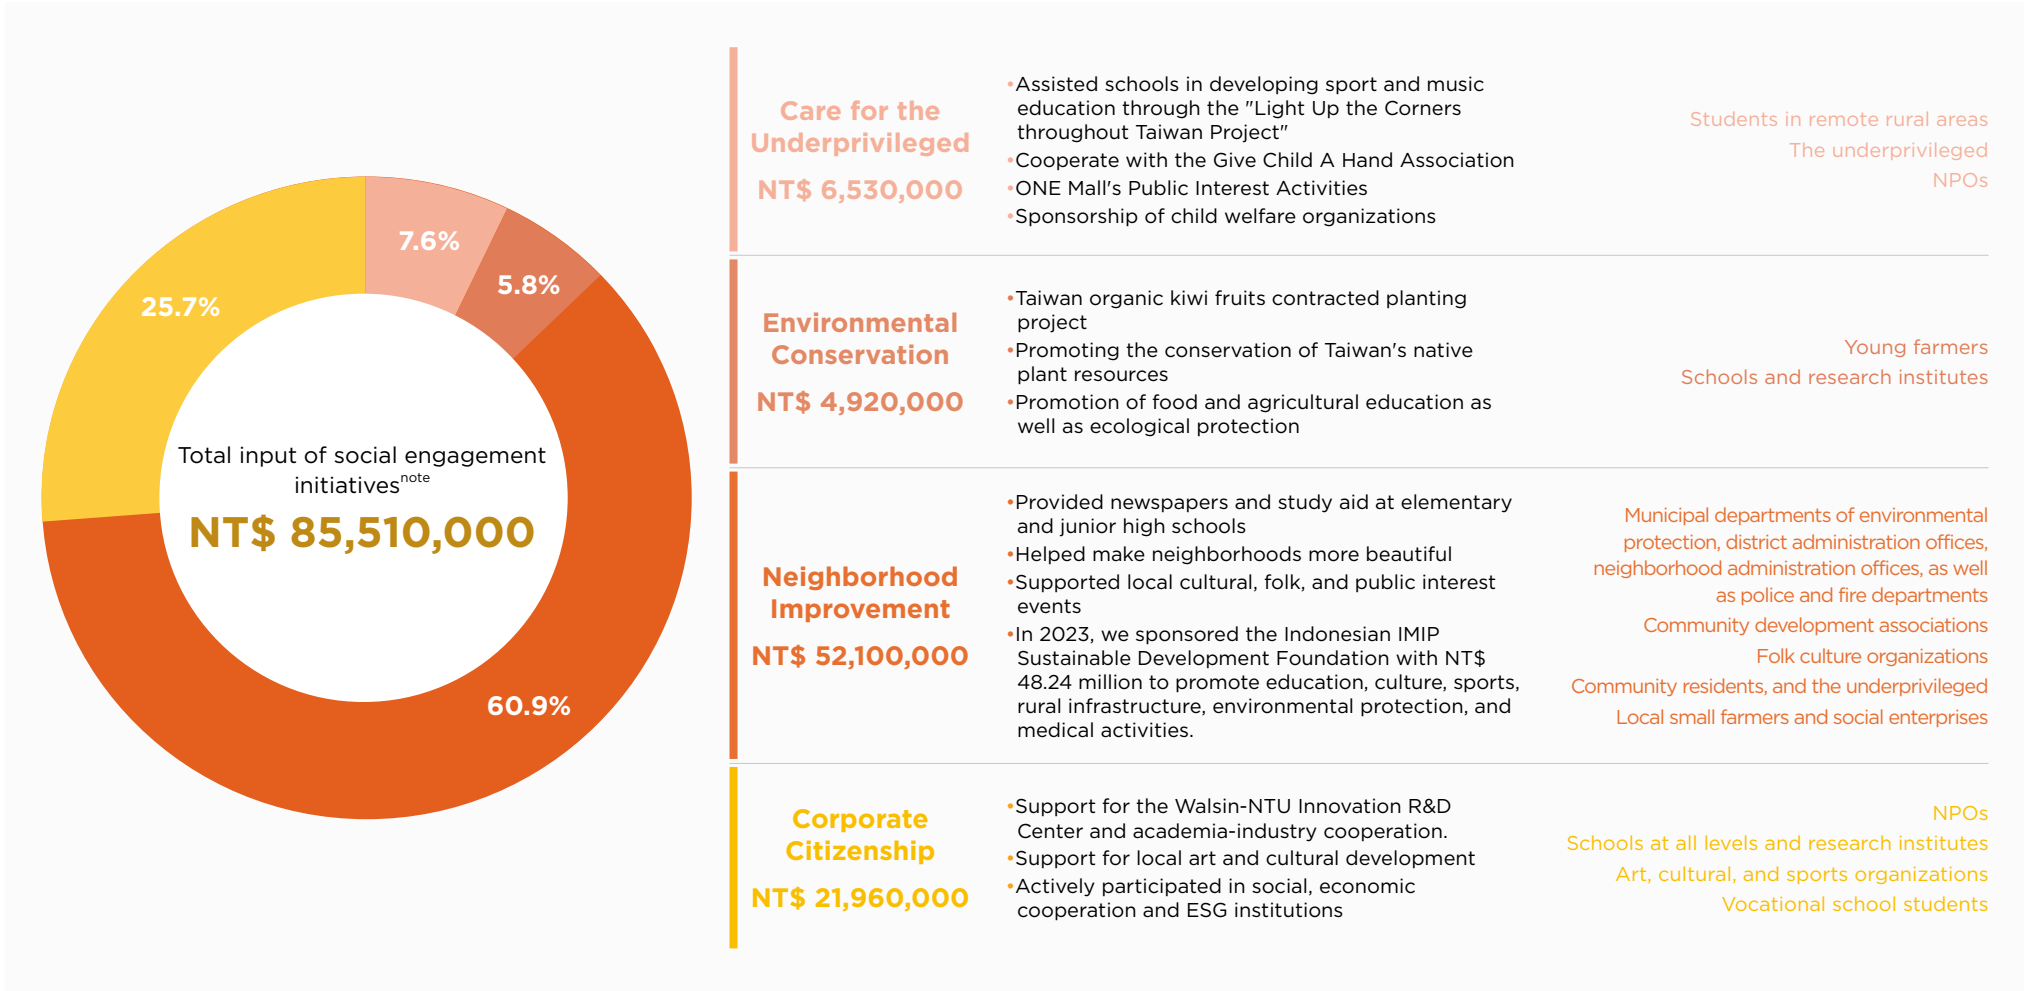 7.6%
5.8%
25.7%
60.9%
Total input of social engagement
initiativesnote
NT$ 85,510,000
Care for the
Underprivileged
NT$ 6,530,000
•Assisted schools in developing sport and music
education through the "Light Up the Corners
throughout Taiwan Project"
•Cooperate with the Give Child A Hand Association
•ONE Mall's Public Interest Activities
•Sponsorship of child welfare organizations
Students in remote rural areas
The underprivileged
NPOs
Environmental
Conservation
NT$ 4,920,000
•Taiwan organic kiwi fruits contracted planting
project
•Promoting the conservation of Taiwan's native
plant resources
•Promotion of food and agricultural education as
well as ecological protection
Young farmers
Schools and research institutes
Neighborhood
Improvement
NT$ 52,100,000
•Provided newspapers and study aid at elementary
and junior high schools
•Helped make neighborhoods more beautiful
•Supported local cultural, folk, and public interest
events
•In 2023, we sponsored the Indonesian IMIP
Sustainable Development Foundation with NT$
48.24 million to promote education, culture, sports,
rural infrastructure, environmental protection, and
medical activities.
Municipal departments of environmental
protection, district administration offices,
neighborhood administration offices, as well
as police and fire departments
Community development associations
Folk culture organizations
Community residents, and the underprivileged
Local small farmers and social enterprises
Corporate
Citizenship
NT$ 21,960,000
•Support for the Walsin-NTU Innovation R&D
Center and academia-industry cooperation.
•Support for local art and cultural development
•Actively participated in social, economic
cooperation and ESG institutions
NPOs
Schools at all levels and research institutes
Art, cultural, and sports organizations
Vocational school students